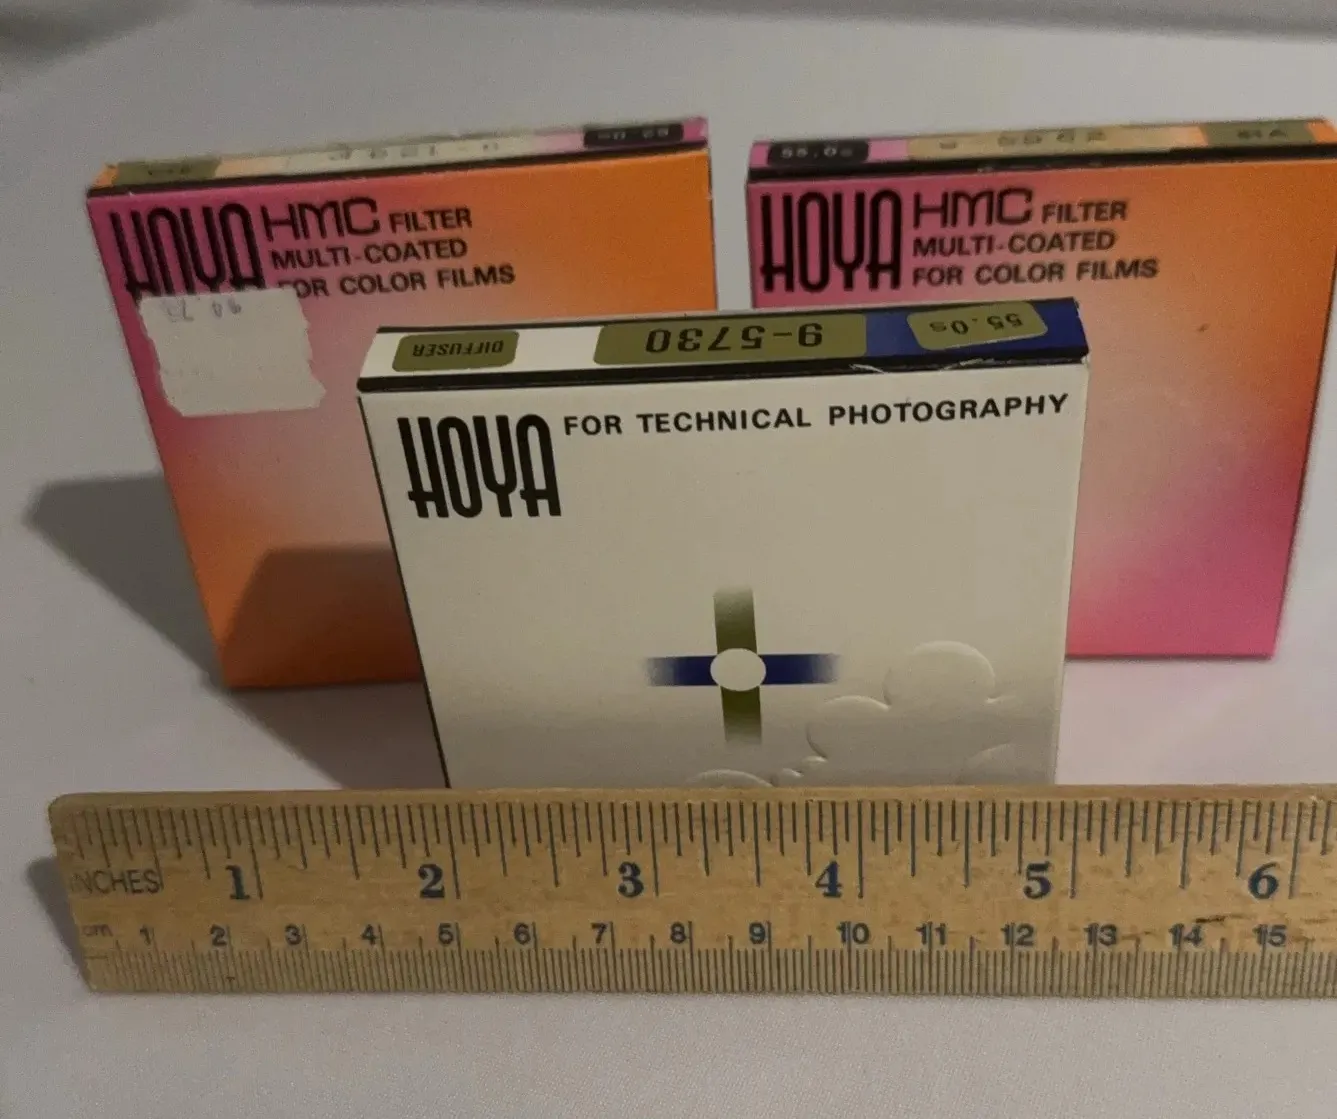 HOYA HMC FILTER
MULTI-COATED
FOR COLOR FILMS
55.0s
HOYA HMC FILTER
MULTI-COATED
FOR COLOR FILMS
DIFFUSER
9-5730
55.0s
HOYA FOR TECHNICAL PHOTOGRAPHY
INCHES 1 2 3 4 5 6
cm 1 2 3 4 5 6 7 8 9 10 11 12 13 14 15